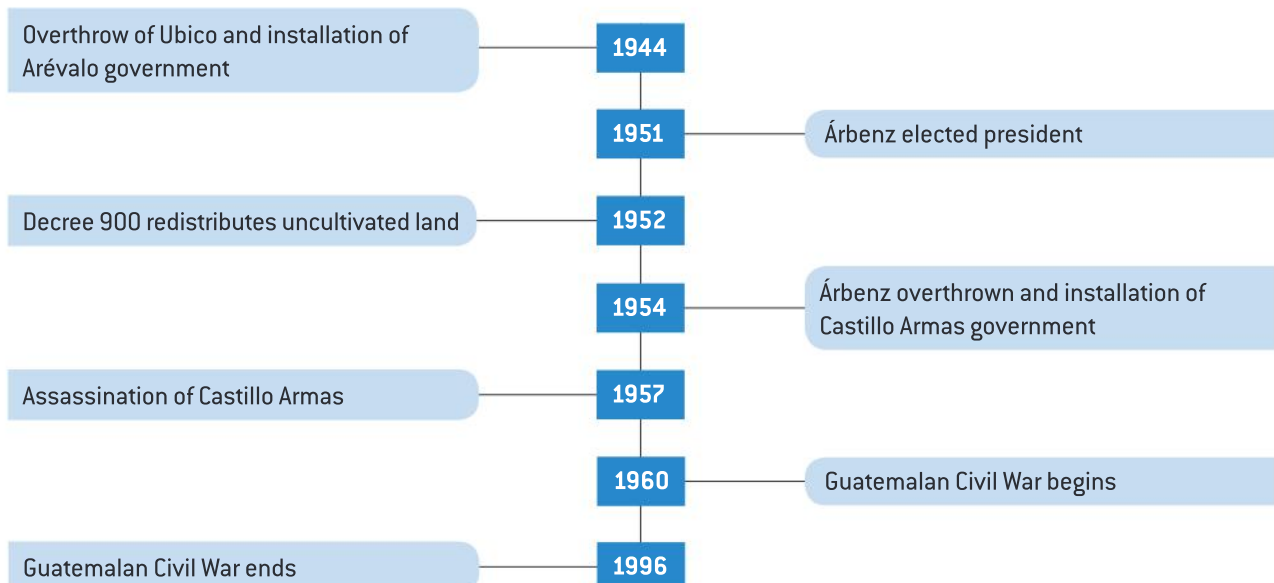 Overthrow of Ubico and installation of
Arévalo government
1944
1951
Árbenz elected president
Decree 900 redistributes uncultivated land
1952
1954
Árbenz overthrown and installation of
Castillo Armas government
Assassination of Castillo Armas
1957
1960
Guatemalan Civil War begins
Guatemalan Civil War ends
1996